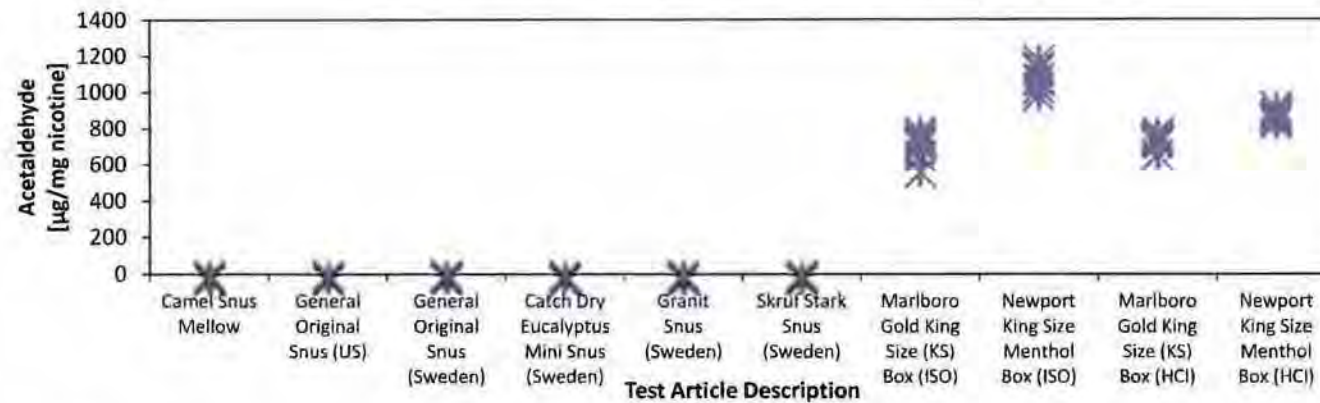 Acetaldehyde
[µg/mg nicotine]
1400
1200
1000
800
600
400
200
0
Camel Snus
Mellow
General
Original
Snus (US)
General
Original
Snus
(Sweden)
Catch Dry
Eucalyptus
Mini Snus
(Sweden)
Granit
Snus
(Sweden)
Skruf Stark
Snus
(Sweden)
Marlboro
Gold King
Size (KS)
Box (ISO)
Newport
King Size
Menthol
Box (ISO)
Marlboro
Gold King
Size (KS)
Box (HCI)
Newport
King Size
Menthol
Box (HCI)
Test Article Description